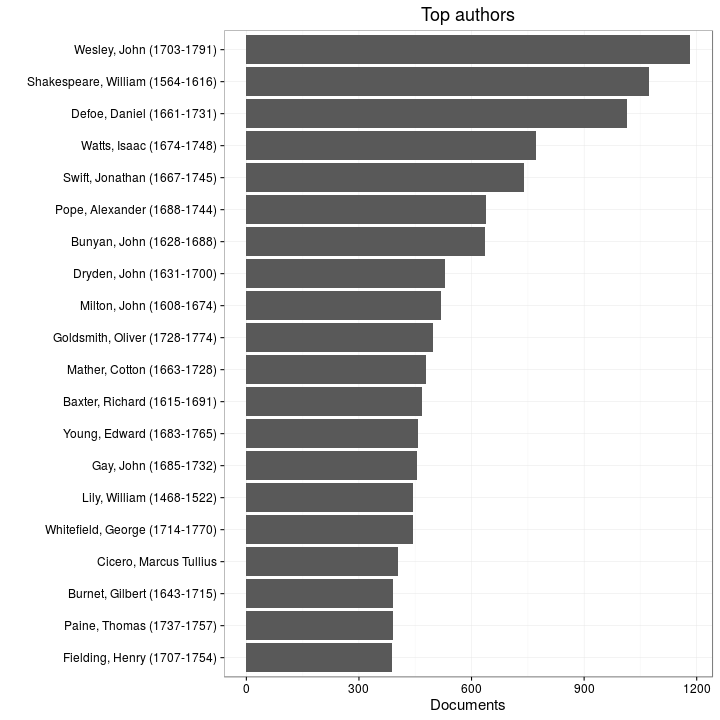 Top authors
Wesley, John (1703-1791)
Shakespeare, William (1564-1616)
Defoe, Daniel (1661-1731)
Watts, Isaac (1674-1748)
Swift, Jonathan (1667-1745)
Pope, Alexander (1688-1744)
Bunyan, John (1628-1688)
Dryden, John (1631-1700)
Milton, John (1608-1674)
Goldsmith, Oliver (1728-1774)
Mather, Cotton (1663-1728)
Baxter, Richard (1615-1691)
Young, Edward (1683-1765)
Gay, John (1685-1732)
Lily, William (1468-1522)
Whitefield, George (1714-1770)
Cicero, Marcus Tullius
Burnet, Gilbert (1643-1715)
Paine, Thomas (1737-1757)
Fielding, Henry (1707-1754)
0 300 600 900 1200
Documents